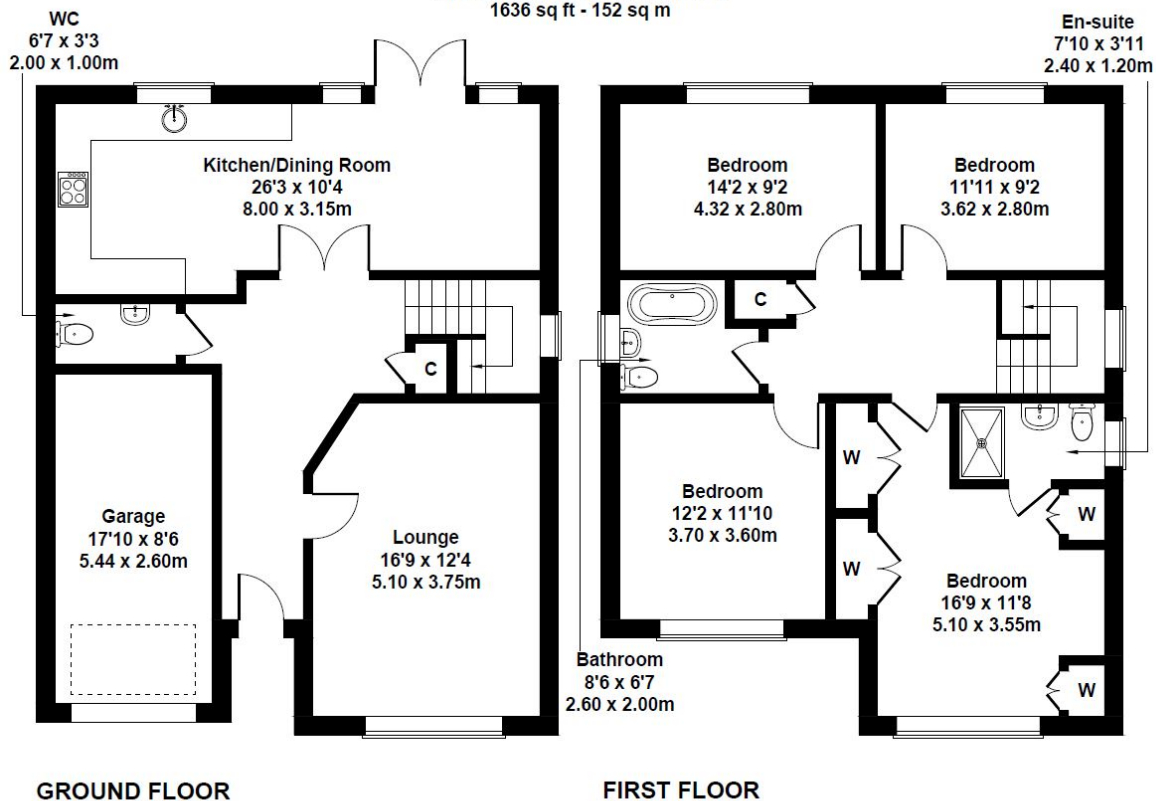 1636 sq ft - 152 sq m
WC
6'7 x 3'3
2.00 x 1.00m
En-suite
7'10 x 3'11
2.40 x 1.20m
Kitchen/Dining Room
26'3 x 10'4
8.00 x 3.15m
Bedroom
14'2 x 9'2
4.32 x 2.80m
Bedroom
11'11 x 9'2
3.62 x 2.80m
C
C
Garage
17'10 x 8'6
5.44 x 2.60m
Lounge
16'9 x 12'4
5.10 x 3.75m
Bedroom
12'2 x 11'10
3.70 x 3.60m
W
W
W
Bedroom
16'9 x 11'8
5.10 x 3.55m
W
Bathroom
8'6 x 6'7
2.60 x 2.00m
GROUND FLOOR
FIRST FLOOR